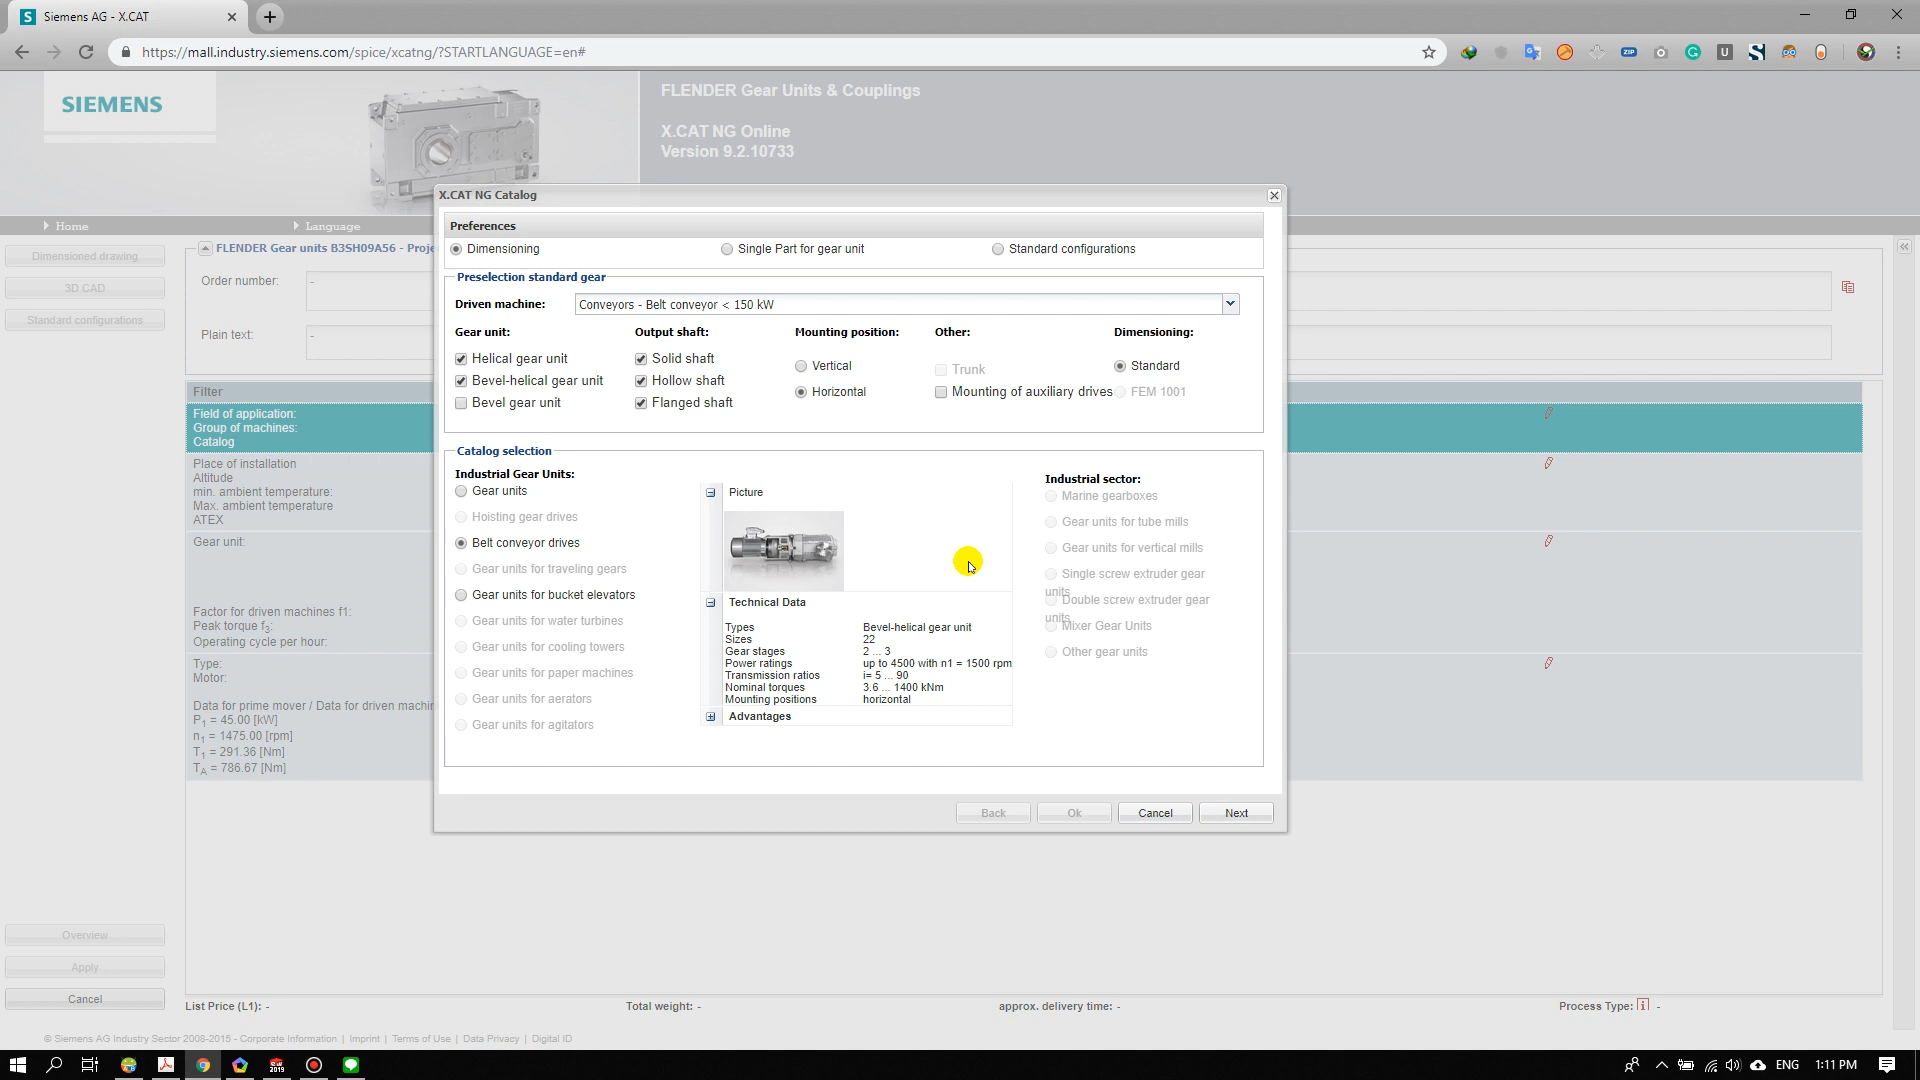 Siemens AG - X.CAT
https://mall.industry.siemens.com/spice/xcatng/?STARTLANGUAGE=en#
SIEMENS
FLENDER Gear Units & Couplings
X.CAT NG Online
Version 9.2.10733
Home
Language
Dimensioned drawing
3D CAD
Standard configurations
FLENDER Gear units B3SH09A56 - Proje
Order number:
-
Plain text:
-
Filter
Field of application:
Group of machines:
Catalog
Place of installation
Altitude
min. ambient temperature:
Max. ambient temperature
ATEX
Gear unit:
Factor for driven machines f1:
Peak torque f3:
Operating cycle per hour:
Type:
Motor:
Data for prime mover / Data for driven machin
P1 = 45.00 [kW]
n1 = 1475.00 [rpm]
T1 = 291.36 [Nm]
TA = 786.67 [Nm]
X.CAT NG Catalog
Preferences
Dimensioning
Single Part for gear unit
Standard configurations
Preselection standard gear
Driven machine:
Conveyors - Belt conveyor < 150 kW
Gear unit:
Output shaft:
Mounting position:
Other:
Dimensioning:
Helical gear unit
Solid shaft
Vertical
Trunk
Standard
Bevel-helical gear unit
Hollow shaft
Horizontal
Mounting of auxiliary drives
FEM 1001
Bevel gear unit
Flanged shaft
Catalog selection
Industrial Gear Units:
Gear units
Hoisting gear drives
Belt conveyor drives
Gear units for traveling gears
Gear units for bucket elevators
Gear units for water turbines
Gear units for cooling towers
Gear units for paper machines
Gear units for aerators
Gear units for agitators
Picture
Technical Data
Types Bevel-helical gear unit
Sizes 22
Gear stages 2 ... 3
Power ratings up to 4500 with n1 = 1500 rpm
Transmission ratios i= 5 ... 90
Nominal torques 3.6 ... 1400 kNm
Mounting positions horizontal
Advantages
Industrial sector:
Marine gearboxes
Gear units for tube mills
Gear units for vertical mills
Single screw extruder gear
units
Double screw extruder gear
units
Mixer Gear Units
Other gear units
Back
Ok
Cancel
Next
Overview
Apply
Cancel
List Price (L1): -
Total weight: -
approx. delivery time: -
Process Type: i -
© Siemens AG Industry Sector 2008-2015 - Corporate Information | Imprint | Terms of Use | Data Privacy | Digital ID
ENG
1:11 PM